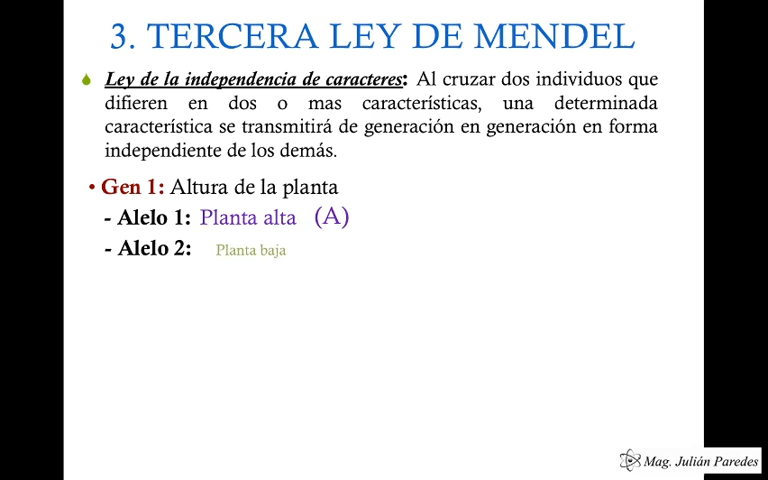 3. TERCERA LEY DE MENDEL
Ley de la independencia de caracteres: Al cruzar dos individuos que
difieren en dos o mas características, una determinada
característica se transmitirá de generación en generación en forma
independiente de los demás.
• Gen 1: Altura de la planta
- Alelo 1: Planta alta (A)
- Alelo 2: Planta baja
Mag. Julián Paredes